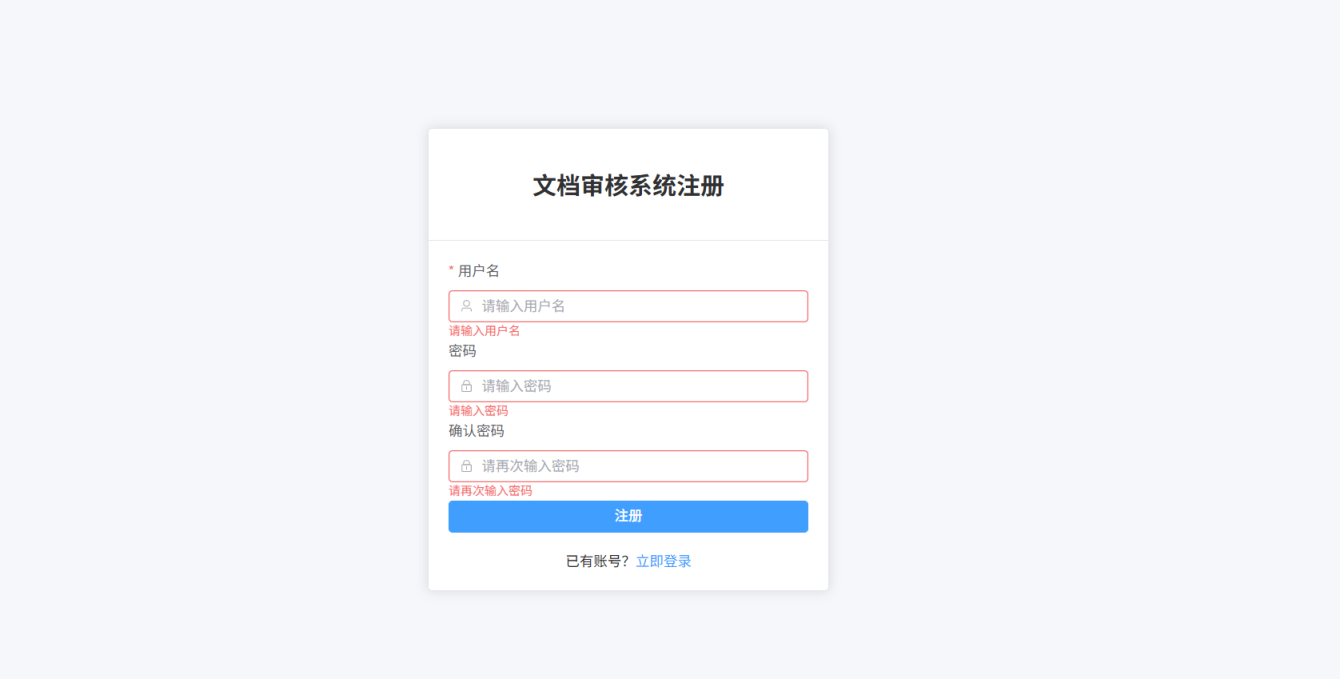 文档审核系统注册
* 用户名
请输入用户名
请输入用户名
密码
请输入密码
请输入密码
确认密码
请再次输入密码
请再次输入密码
注册
已有账号？立即登录